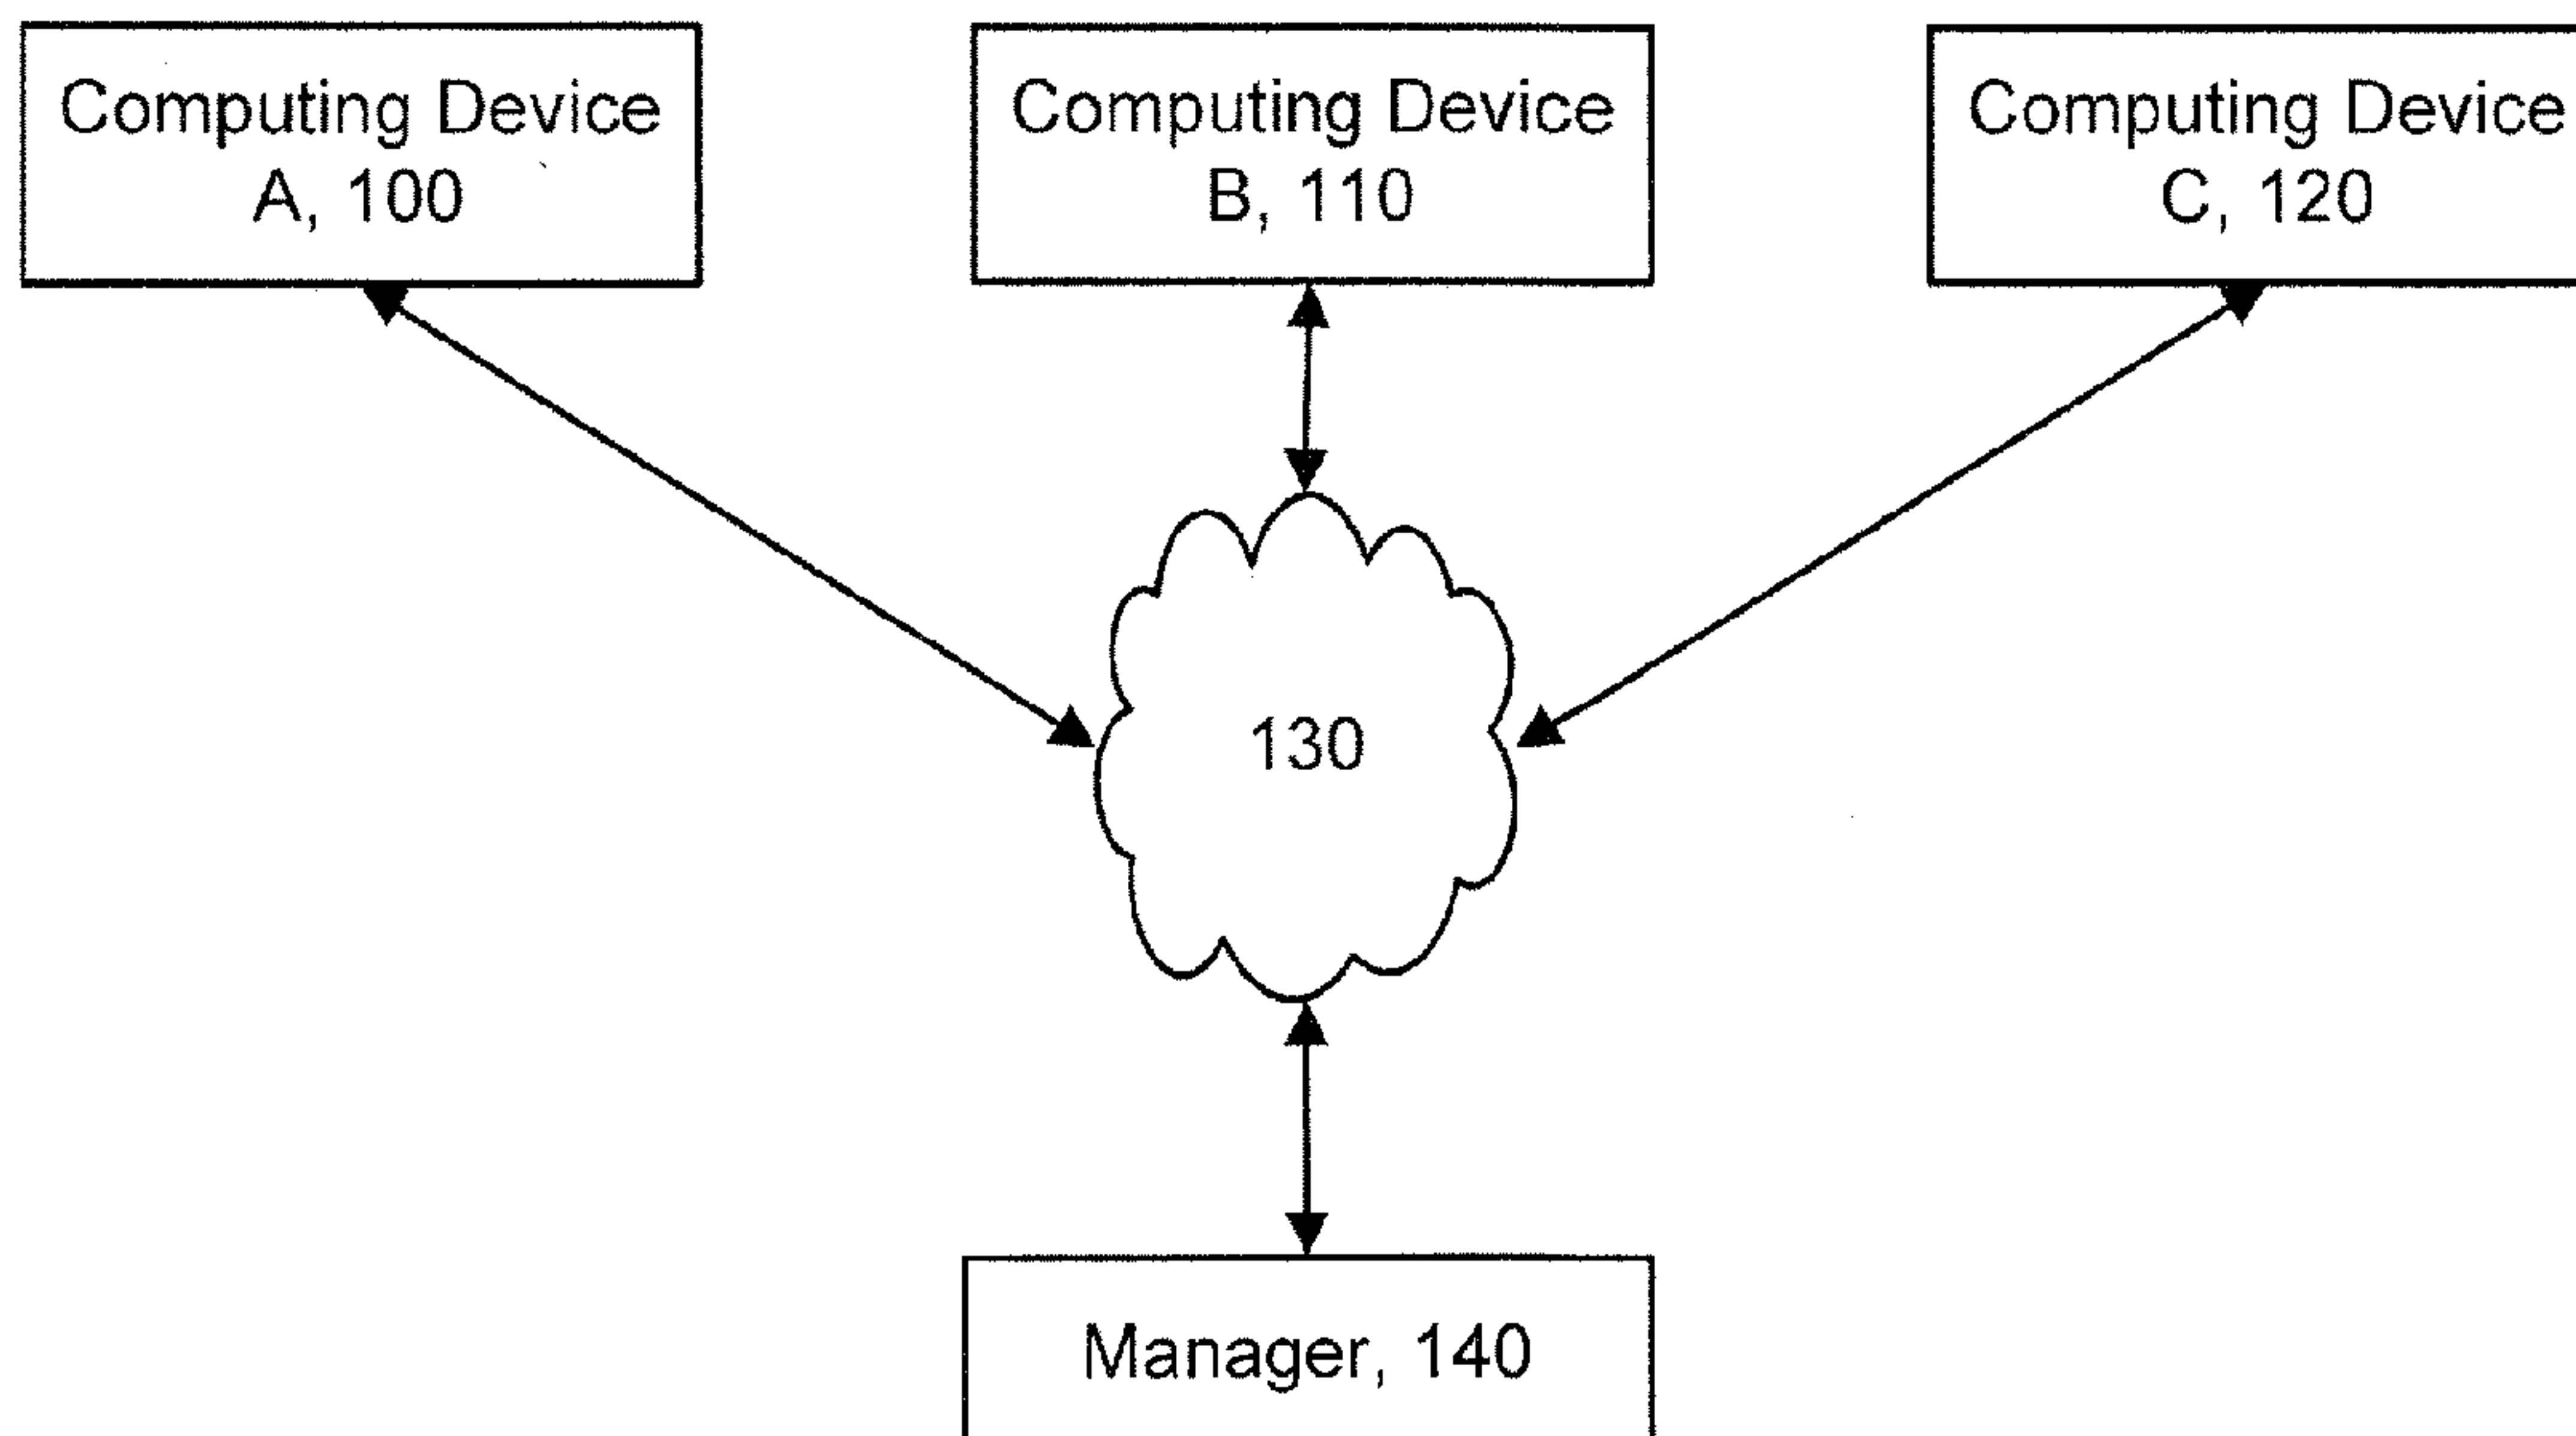 Computing Device
A, 100
Computing Device
B, 110
Computing Device
C, 120
130
Manager, 140